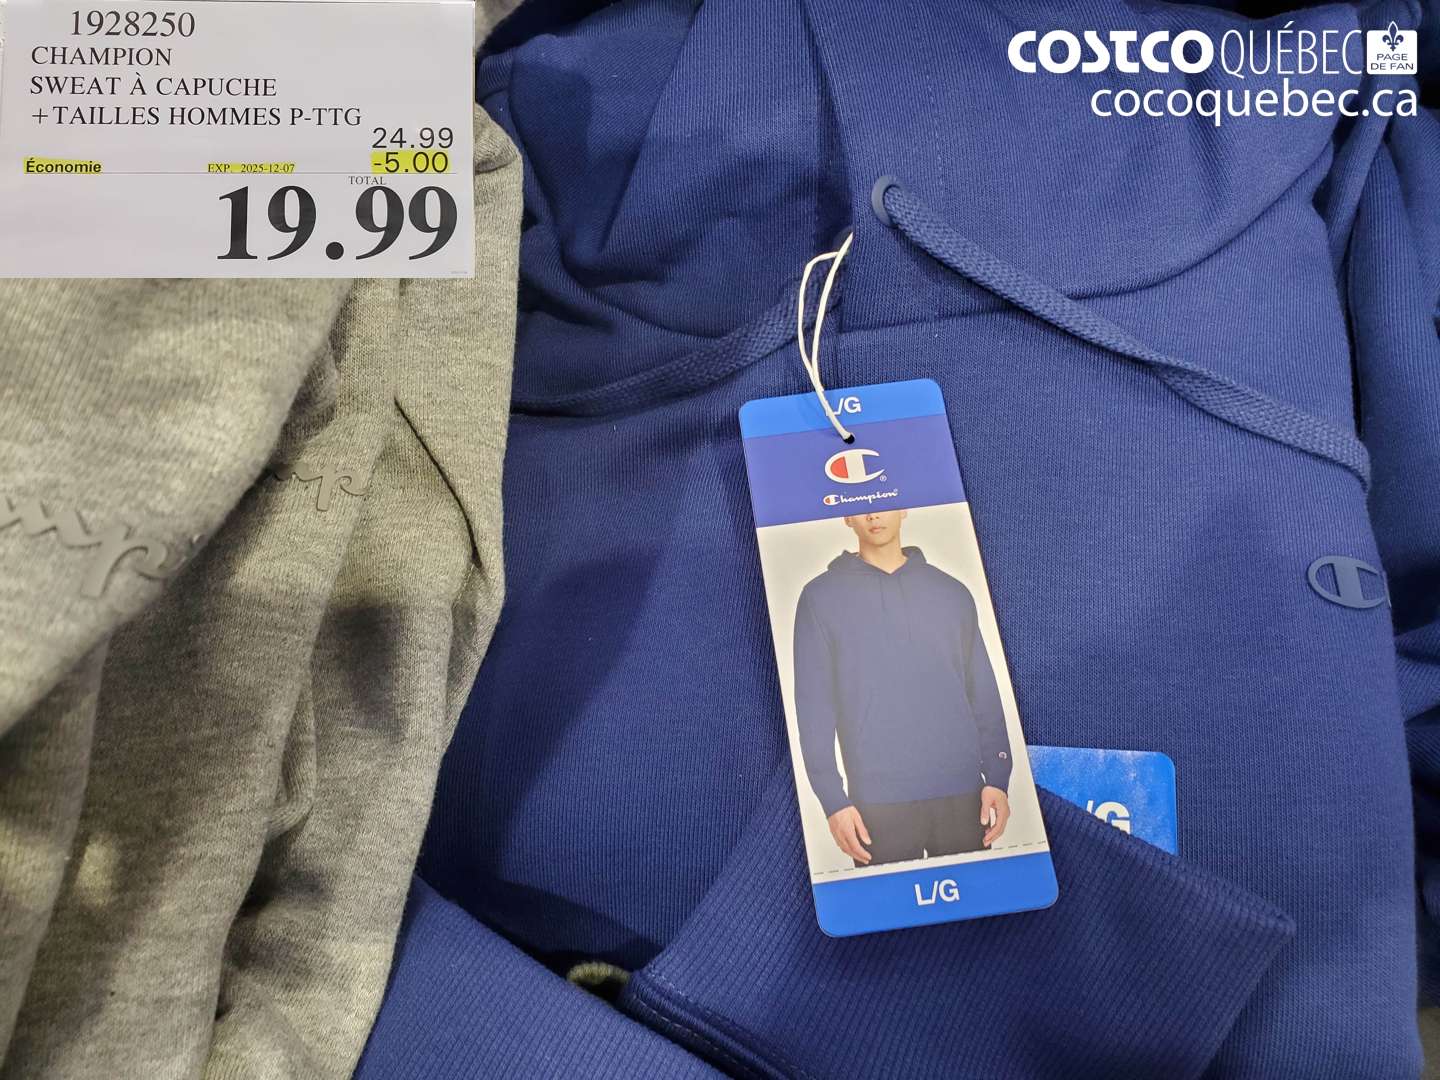 1928250
CHAMPION
SWEAT À CAPUCHE
+TAILLES HOMMES P-TTG
24.99
Économie EXP. 2025-12-07 -5.00
TOTAL
19.99
COSTCO QUÉBEC PAGE DE FAN
cocoquebec.ca
L/G
Champion
L/G
/G